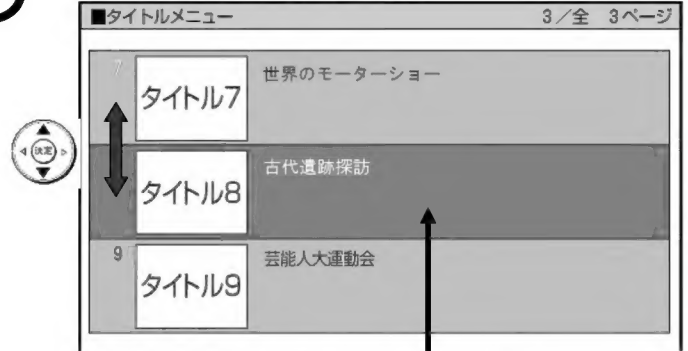 ■タイトルメニュー 3／全 3ページ
7
タイトル7
世界のモーターショー
決定
タイトル8
古代遺跡探訪
9
タイトル9
芸能人大運動会